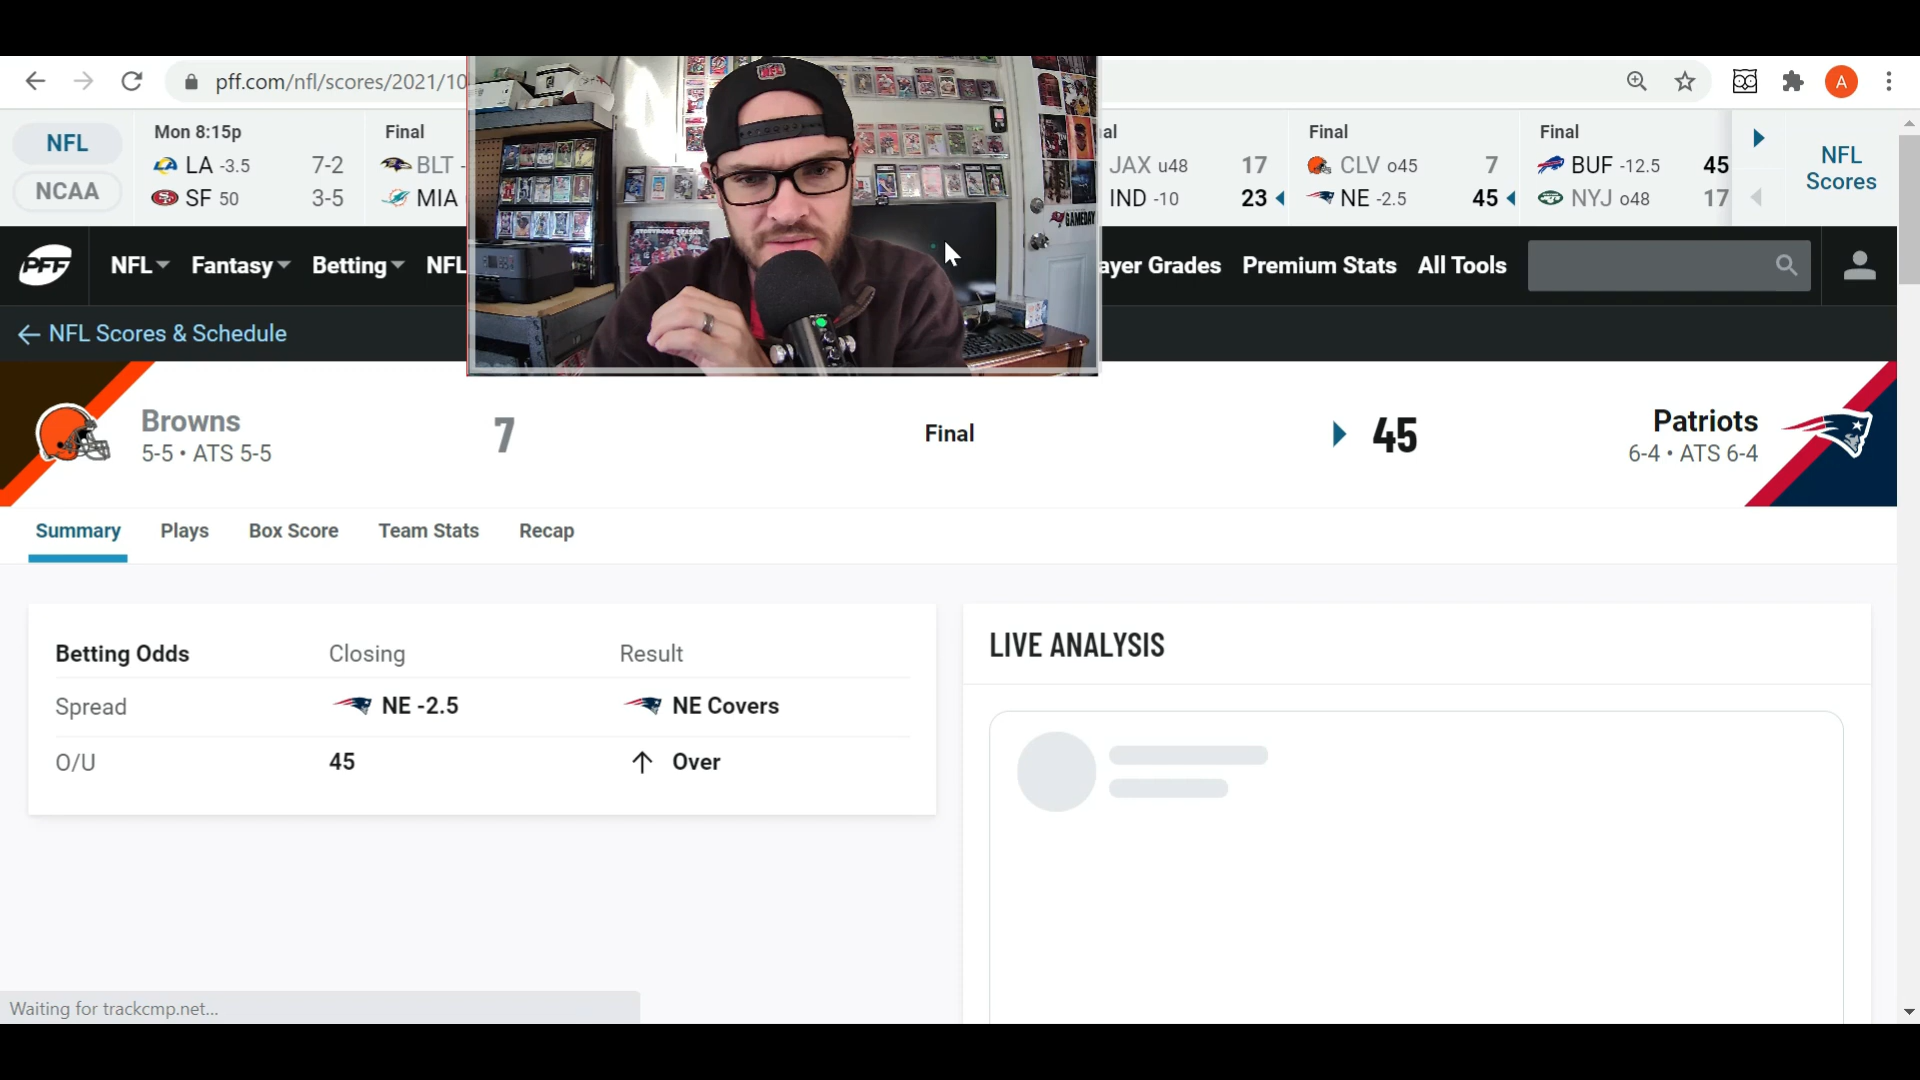 pff.com/nfl/scores/2021/10
A
NFL
NCAA
Mon 8:15p
LA -3.5 7-2
SF 50 3-5
Final
BLT -
MIA
al
JAX u48 17
IND -10 23
Final
CLV o45 7
NE -2.5 45
Final
BUF -12.5 45
NYJ o48 17
NFL
Scores
PFF
NFL Fantasy Betting NFL
ayer Grades Premium Stats All Tools
GAMEDAY
← NFL Scores & Schedule
Browns
5-5 • ATS 5-5
7
Final
45
Patriots
6-4 • ATS 6-4
Summary Plays Box Score Team Stats Recap
Betting Odds Closing Result
Spread NE -2.5 NE Covers
O/U 45 ↑ Over
LIVE ANALYSIS
Waiting for trackcmp.net...